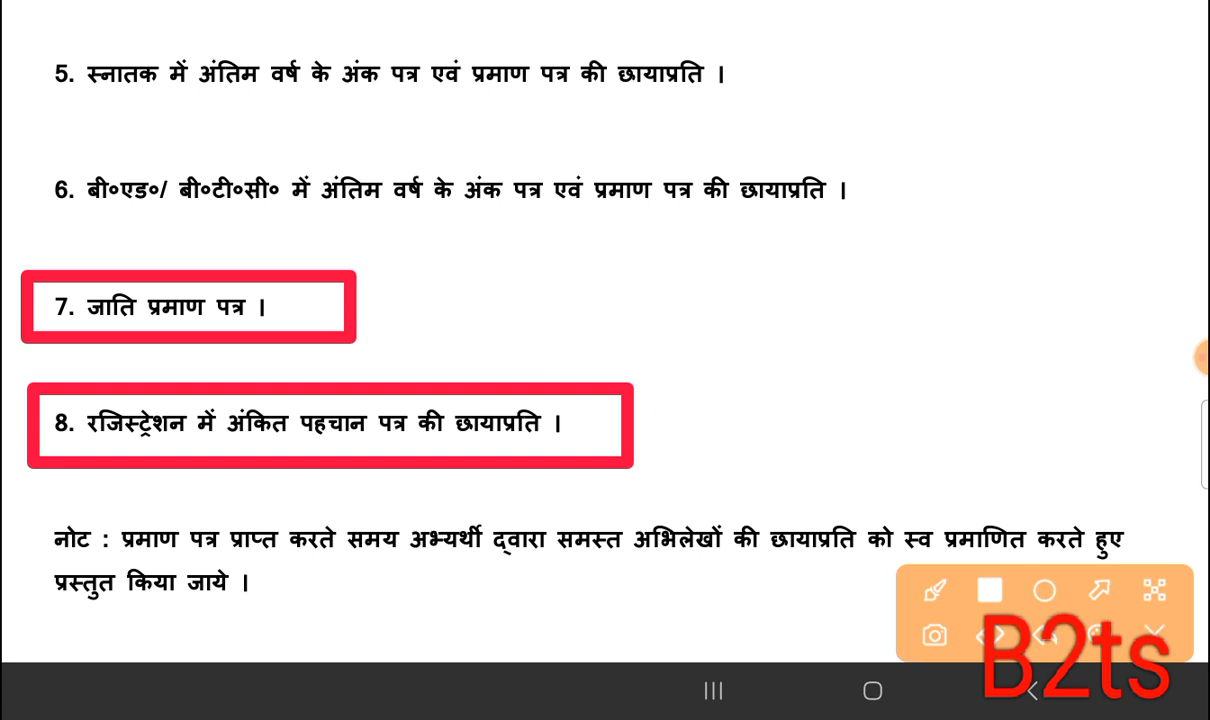 5. स्नातक में अंतिम वर्ष के अंक पत्र एवं प्रमाण पत्र की छायाप्रति ।
6. बी०एड०/ बी०टी०सी० में अंतिम वर्ष के अंक पत्र एवं प्रमाण पत्र की छायाप्रति ।
7. जाति प्रमाण पत्र ।
8. रजिस्ट्रेशन में अंकित पहचान पत्र की छायाप्रति ।
नोट : प्रमाण पत्र प्राप्त करते समय अभ्यर्थी द्वारा समस्त अभिलेखों की छायाप्रति को स्व प्रमाणित करते हुए
प्रस्तुत किया जाये ।
B2ts